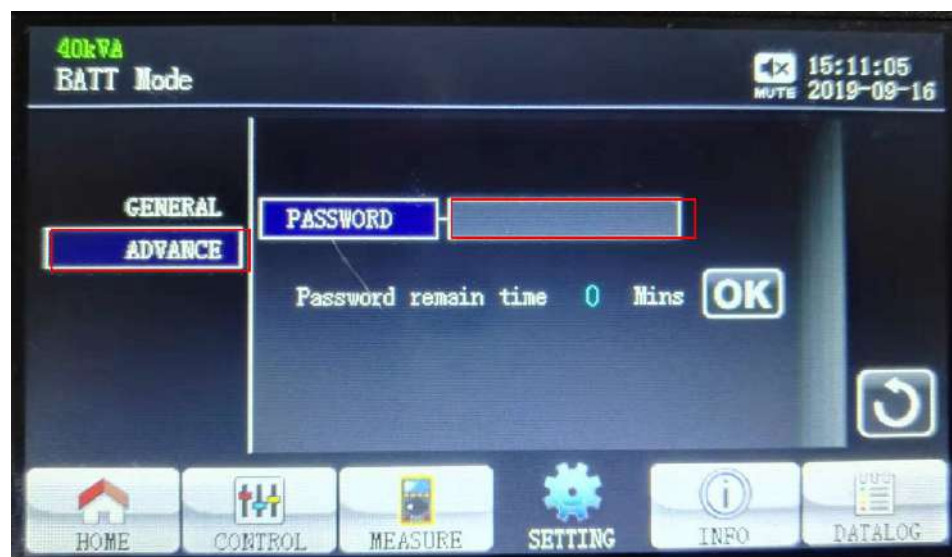 40kVA
BATT Mode
MUTE
15:11:05
2019-09-16
GENERAL
ADVANCE
PASSWORD
Password remain time 0 Mins OK
HOME CONTROL MEASURE SETTING INFO DATALOG